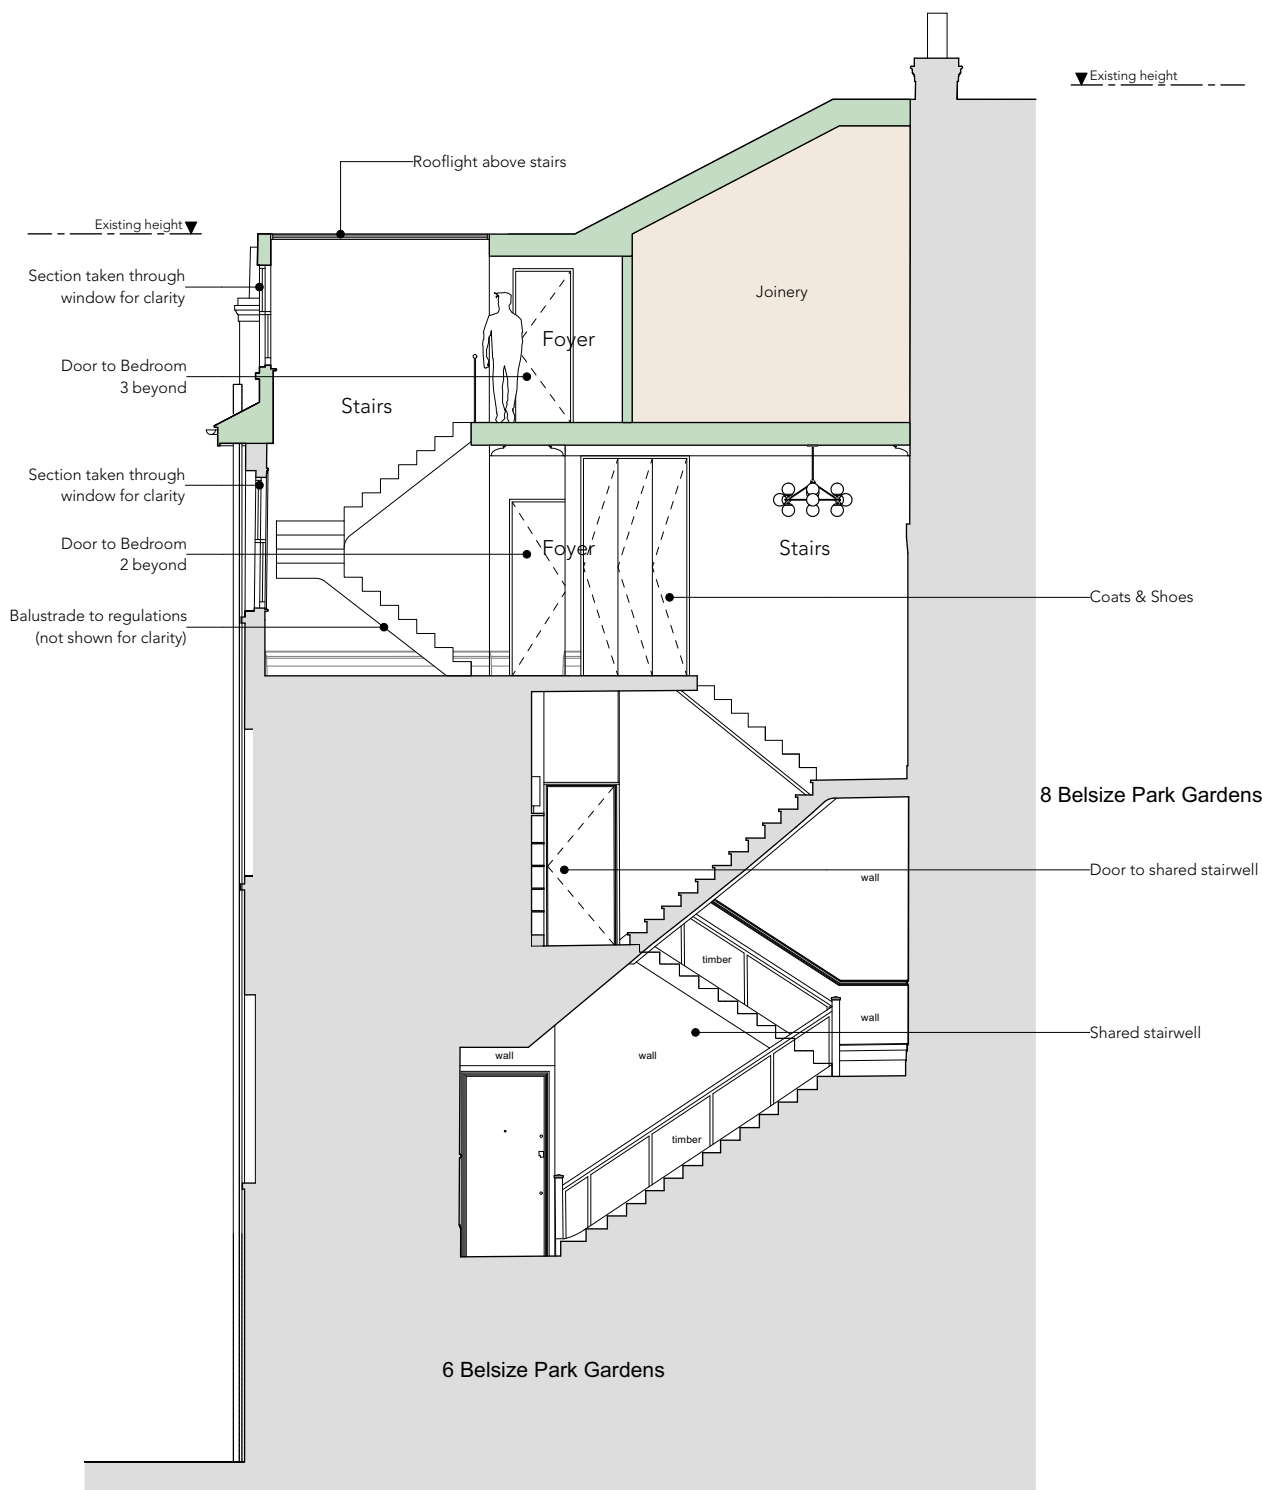 Existing height
Rooflight above stairs
Existing height
Section taken through
window for clarity
Joinery
Foyer
Door to Bedroom
3 beyond
Stairs
Section taken through
window for clarity
Door to Bedroom
2 beyond
Foyer
Stairs
Coats & Shoes
Balustrade to regulations
(not shown for clarity)
8 Belsize Park Gardens
Door to shared stairwell
wall
timber
wall
Shared stairwell
wall
wall
timber
6 Belsize Park Gardens